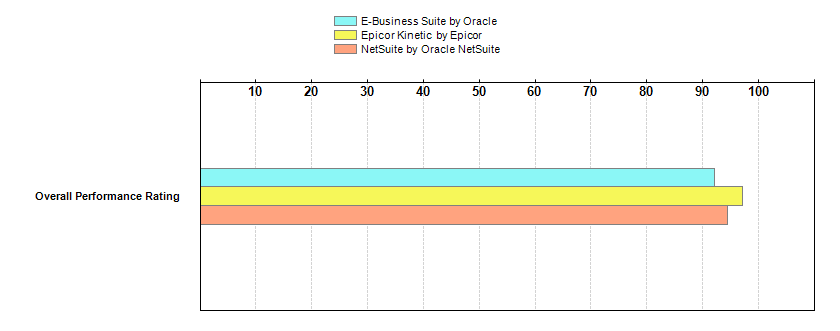 E-Business Suite by Oracle
Epicor Kinetic by Epicor
NetSuite by Oracle NetSuite
10 20 30 40 50 60 70 80 90 100
Overall Performance Rating